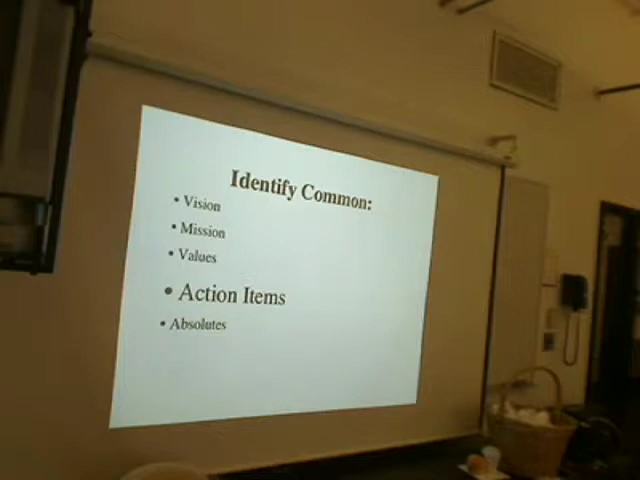 Identify Common:
• Vision
• Mission
• Values
• Action Items
• Absolutes